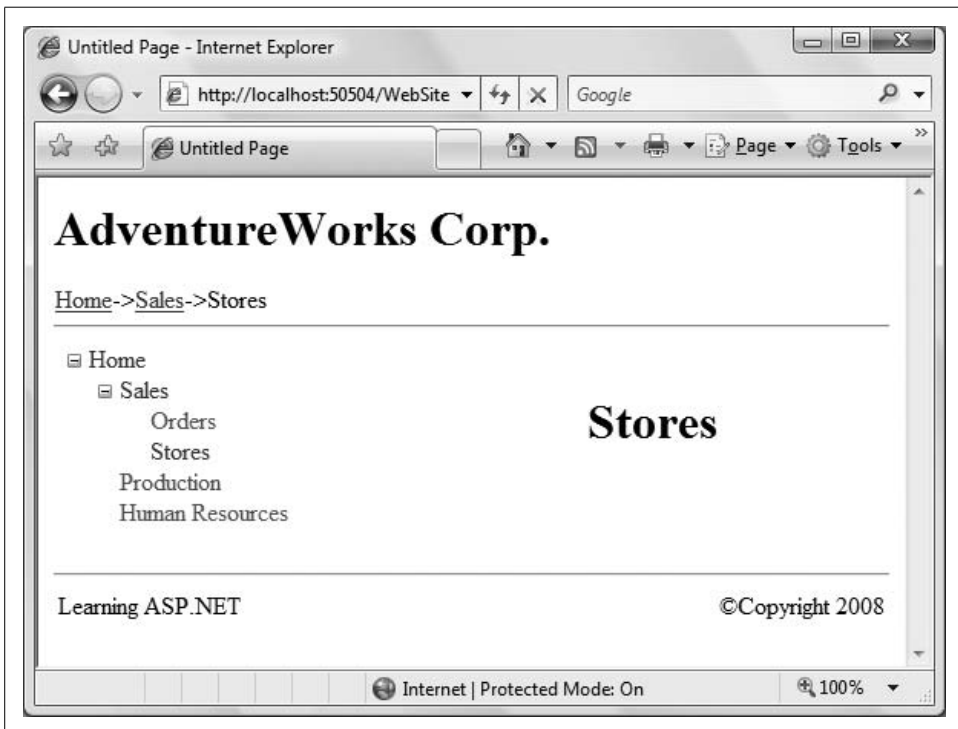 Untitled Page - Internet Explorer
http://localhost:50504/WebSite
Google
Untitled Page
Page
Tools
AdventureWorks Corp.
Home->Sales->Stores
Home
Sales
Orders
Stores
Production
Human Resources
Stores
Learning ASP.NET
©Copyright 2008
Internet | Protected Mode: On
100%